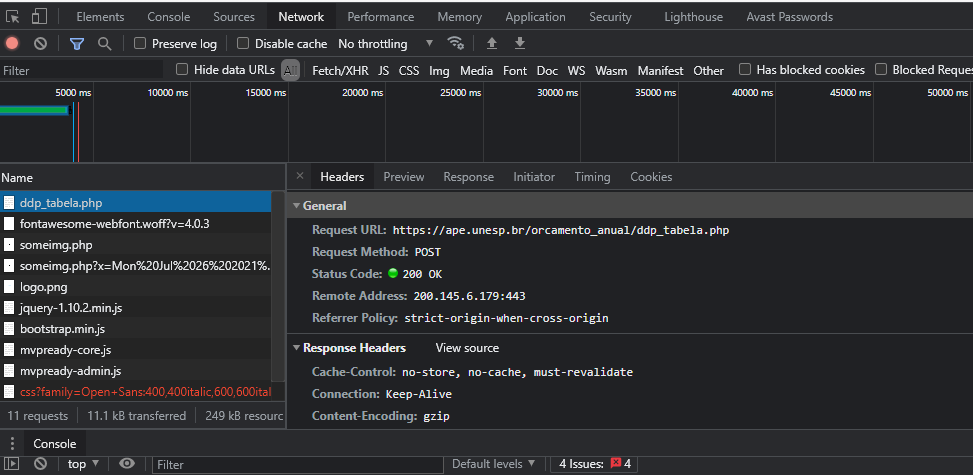 Elements Console Sources Network Performance Memory Application Security Lighthouse Avast Passwords
Preserve log Disable cache No throttling
Filter Hide data URLs All Fetch/XHR JS CSS Img Media Font Doc WS Wasm Manifest Other Has blocked cookies Blocked Reque
5000 ms 10000 ms 15000 ms 20000 ms 25000 ms 30000 ms 35000 ms 40000 ms 45000 ms 50000 ms
Name
ddp_tabela.php
fontawesome-webfont.woff?v=4.0.3
someimg.php
someimg.php?x=Mon%20Jul%2026%202021%.
logo.png
jquery-1.10.2.min.js
bootstrap.min.js
mvpready-core.js
mvpready-admin.js
css?family=Open+Sans:400,400italic,600,600ital
11 requests 11.1 kB transferred 249 kB resourc
× Headers Preview Response Initiator Timing Cookies
General
Request URL: https://ape.unesp.br/orcamento_anual/ddp_tabela.php
Request Method: POST
Status Code: 200 OK
Remote Address: 200.145.6.179:443
Referrer Policy: strict-origin-when-cross-origin
Response Headers View source
Cache-Control: no-store, no-cache, must-revalidate
Connection: Keep-Alive
Content-Encoding: gzip
Console
top Filter Default levels 4 Issues: 4